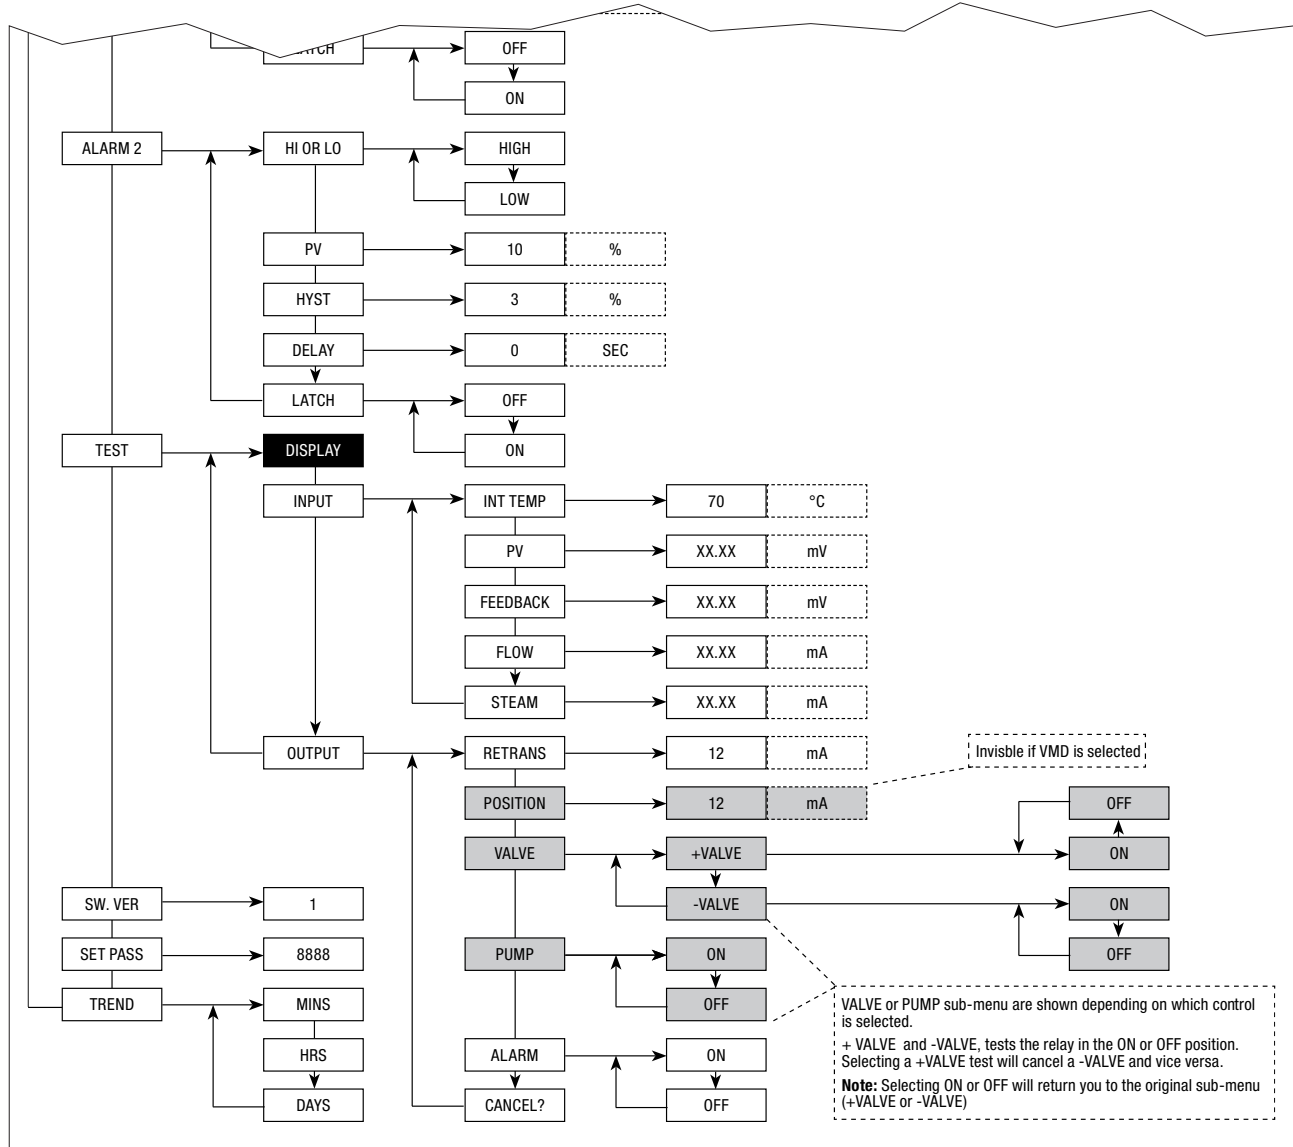 LATCH OFF
ON
ALARM 2 HI OR LO HIGH
LOW
PV 10 %
HYST 3 %
DELAY 0 SEC
LATCH OFF
TEST DISPLAY ON
INPUT INT TEMP 70 °C
PV XX.XX mV
FEEDBACK XX.XX mV
FLOW XX.XX mA
STEAM XX.XX mA
OUTPUT RETRANS 12 mA
Invisble if VMD is selected
POSITION 12 mA OFF
VALVE +VALVE ON
SW. VER 1 -VALVE ON
SET PASS 8888 PUMP ON OFF
TREND MINS OFF
HRS ALARM ON
DAYS CANCEL? OFF
VALVE or PUMP sub-menu are shown depending on which control
is selected.
+ VALVE and -VALVE, tests the relay in the ON or OFF position.
Selecting a +VALVE test will cancel a -VALVE and vice versa.
Note: Selecting ON or OFF will return you to the original sub-menu
(+VALVE or -VALVE)